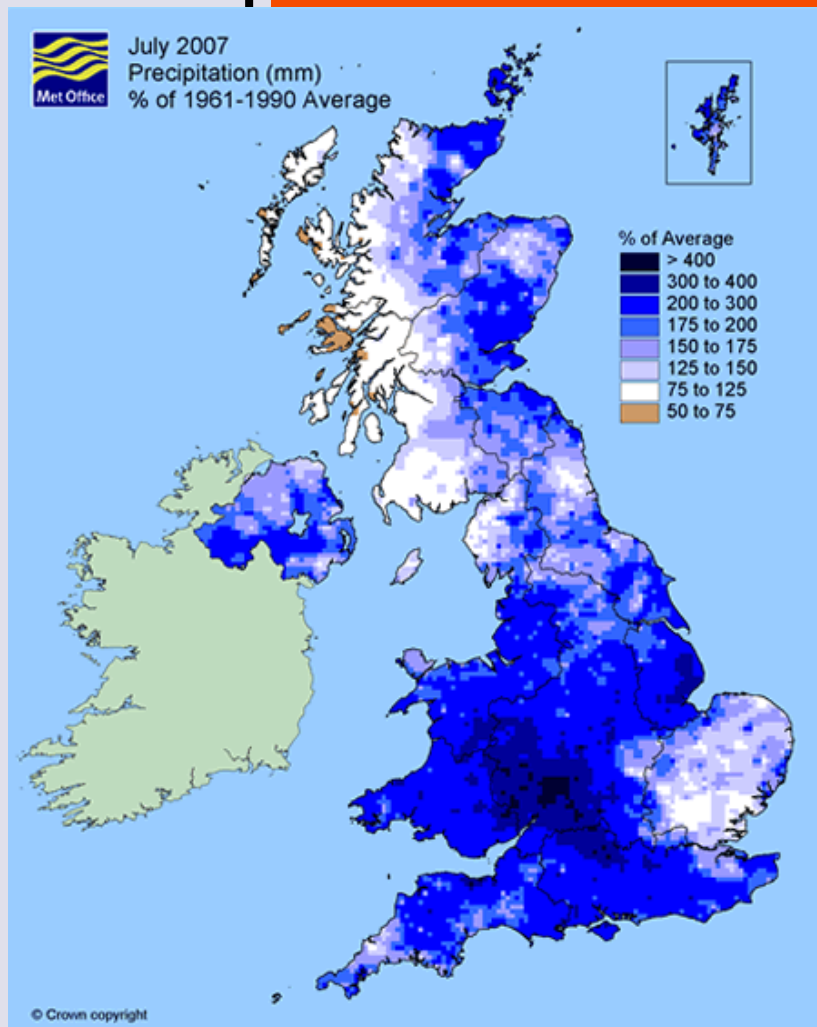 July 2007
Precipitation (mm)
% of 1961-1990 Average
Met Office
% of Average
> 400
300 to 400
200 to 300
175 to 200
150 to 175
125 to 150
75 to 125
50 to 75
© Crown copyright